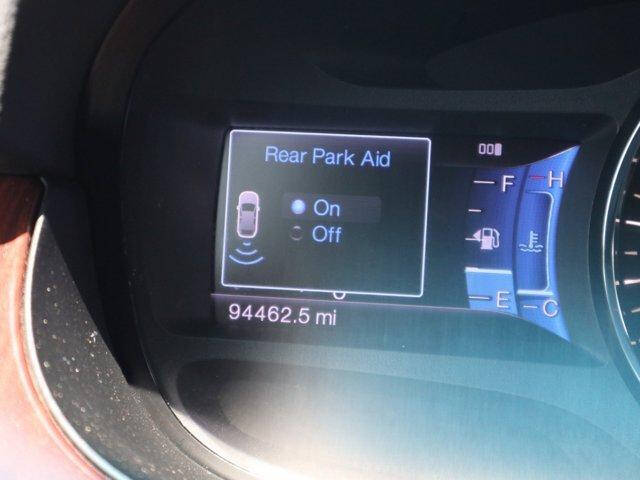 Rear Park Aid
On
Off
F
H
E
C
94462.5 mi